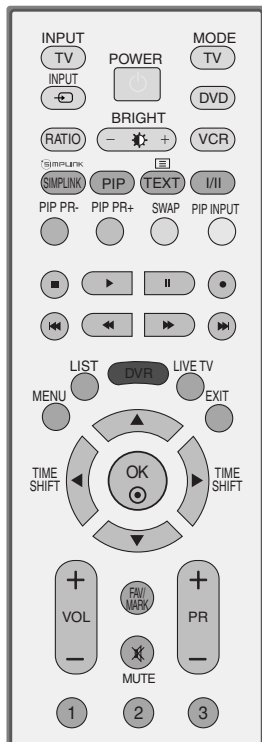 INPUT MODE
TV POWER TV
INPUT
DVD
BRIGHT
RATIO - + VCR
SIMPLINK
SIMPLINK PIP TEXT I/II
PIP PR- PIP PR+ SWAP PIP INPUT
LIST DVR LIVE TV
MENU EXIT
TIME SHIFT OK TIME SHIFT
+ +
VOL FAV/ MARK PR
- -
MUTE
1 2 3